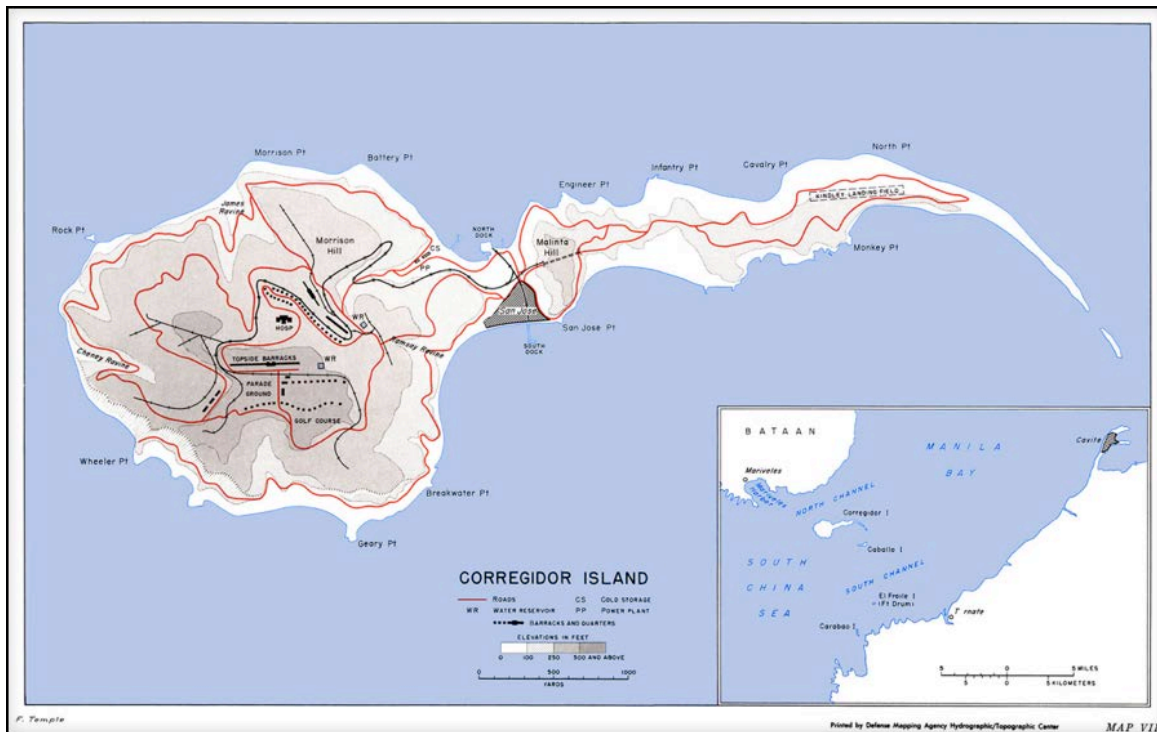 Morrison Pt
Battery Pt
North Pt
Cavalry Pt
Infantry Pt
Engineer Pt
KINDLEY LANDING FIELD
James
Ravine
Rock Pt
Morrison
Hill
NORTH
DOCK
Malinta
Hill
Monkey Pt
CS
PP
WR
HOSP
San Jose
San Jose Pt
SOUTH
DOCK
Ramsey Ravine
Cheney Ravine
TOPSIDE BARRACKS
WR
PARADE
GROUND
GOLF COURSE
Wheeler Pt
Breakwater Pt
Geary Pt
CORREGIDOR ISLAND
ROADS
CS COLD STORAGE
WR WATER RESERVOIR
PP POWER PLANT
BARRACKS AND QUARTERS
ELEVATIONS IN FEET
0 100 250 500 AND ABOVE
0 500 1000
YARDS
BATAAN
MANILA
BAY
Cavite
Mariveles
Mariveles
Harbor
NORTH CHANNEL
Corregidor I
Caballo I
SOUTH
CHINA
SEA
SOUTH CHANNEL
El Fraile I
(Ft Drum)
Carabao I
T rnate
5 0 5 MILES
5 0 5 KILOMETERS
F. Temple
Printed by Defense Mapping Agency Hydrographic/Topographic Center
MAP VII